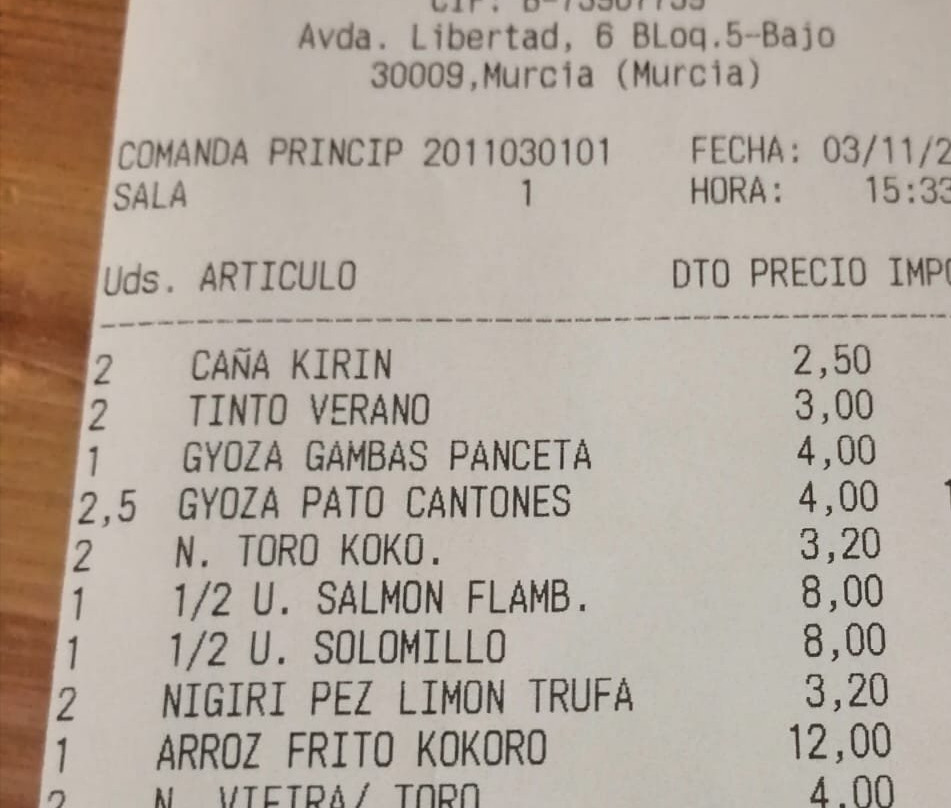 Avda. Libertad, 6 BLoq.5-Bajo
30009,Murcia (Murcia)
COMANDA PRINCIP 2011030101 FECHA: 03/11/2
SALA 1 HORA: 15:33
Uds. ARTICULO DTO PRECIO IMPO
2 CAÑA KIRIN 2,50
2 TINTO VERANO 3,00
1 GYOZA GAMBAS PANCETA 4,00
2,5 GYOZA PATO CANTONES 4,00 1
2 N. TORO KOKO. 3,20
1 1/2 U. SALMON FLAMB. 8,00
1 1/2 U. SOLOMILLO 8,00
2 NIGIRI PEZ LIMON TRUFA 3,20
1 ARROZ FRITO KOKORO 12,00
2 N. VIEIRA/ TORO 4,00